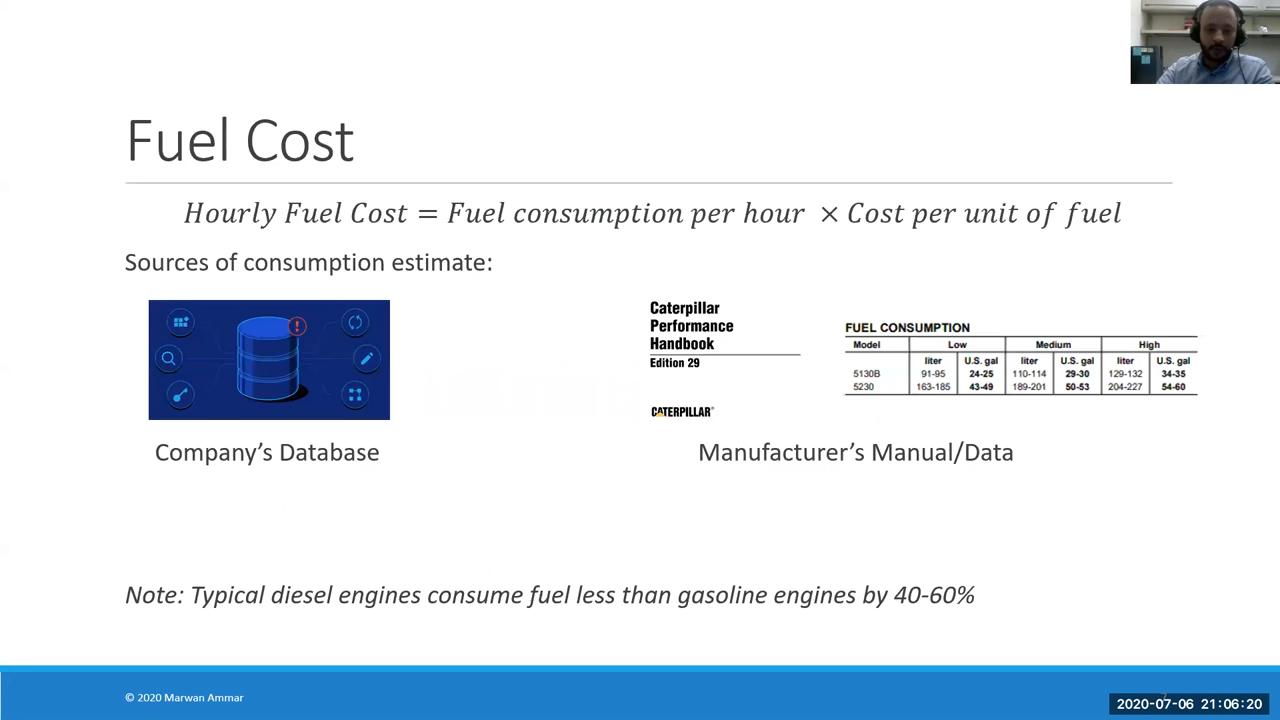 Fuel Cost
Hourly Fuel Cost = Fuel consumption per hour × Cost per unit of fuel
Sources of consumption estimate:
Caterpillar
Performance
Handbook
Edition 29
CATERPILLAR®
FUEL CONSUMPTION
Model Low Medium High
liter U.S. gal liter U.S. gal liter U.S. gal
5130B 91-95 24-25 110-114 29-30 129-132 34-35
5230 163-185 43-49 189-201 50-53 204-227 54-60
Company's Database
Manufacturer's Manual/Data
Note: Typical diesel engines consume fuel less than gasoline engines by 40-60%
© 2020 Marwan Ammar
2020-07-06 21:06:20